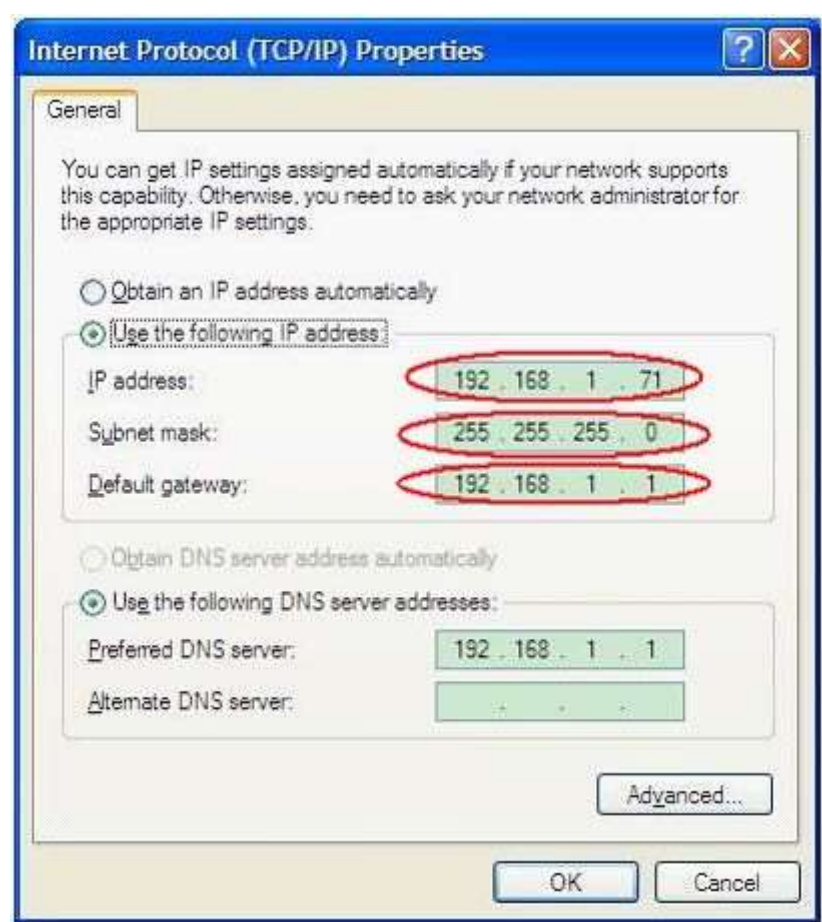 Internet Protocol (TCP/IP) Properties
General
You can get IP settings assigned automatically if your network supports
this capability. Otherwise, you need to ask your network administrator for
the appropriate IP settings.
Obtain an IP address automatically
Use the following IP address:
IP address: 192 . 168 . 1 . 71
Subnet mask: 255 . 255 . 255 . 0
Default gateway: 192 . 168 . 1 . 1
Obtain DNS server address automatically
Use the following DNS server addresses:
Preferred DNS server: 192 . 168 . 1 . 1
Alternate DNS server: . . .
Advanced...
OK Cancel